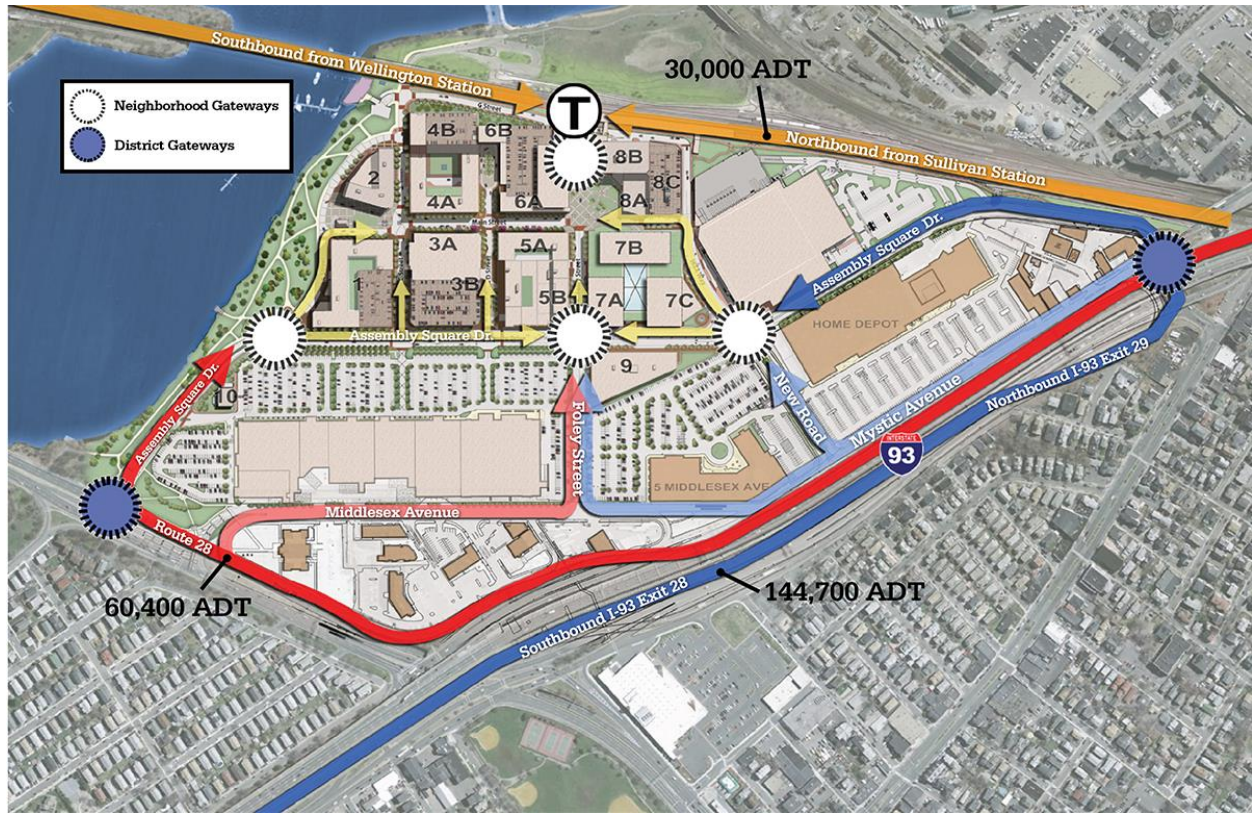 Southbound from Wellington Station
30,000 ADT
Northbound from Sullivan Station
Neighborhood Gateways
District Gateways
T
G Street
4B
6B
8B
8C
2
4A
6A
8A
Main Street
3A
5A
7B
1
3B
5B
7A
7C
Assembly Square Dr.
Assembly Square Dr.
HOME DEPOT
9
10
Assembly Square Dr.
Foley Street
New Road
Mystic Avenue
Northbound I-93 Exit 29
INTERSTATE
93
5 MIDDLESEX AVE
Middlesex Avenue
Route 28
60,400 ADT
144,700 ADT
Southbound I-93 Exit 28